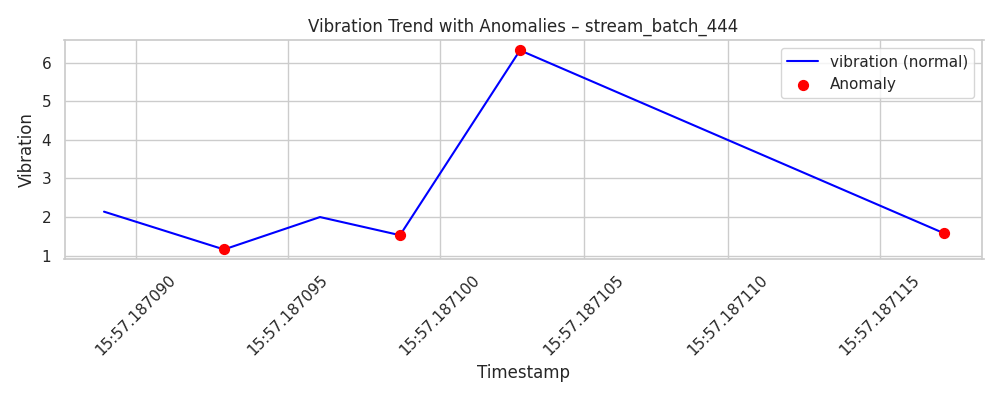 Vibration Trend with Anomalies – stream_batch_444
vibration (normal)
Anomaly
Vibration
6
5
4
3
2
1
15:57.187090
15:57.187095
15:57.187100
15:57.187105
15:57.187110
15:57.187115
Timestamp